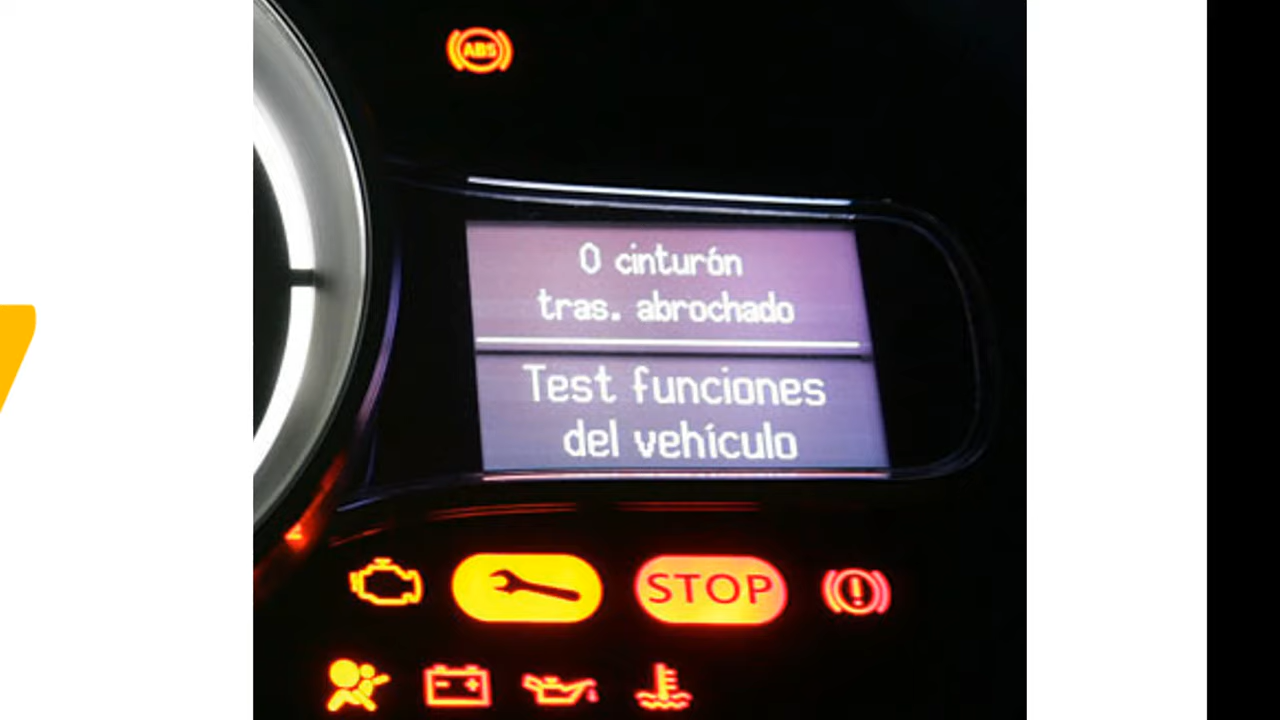 ABS
0 cinturón
tras. abrochado
Test funciones
del vehículo
STOP